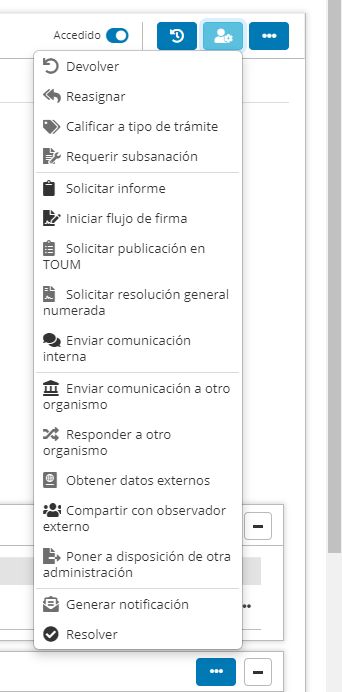 Accedido
Devolver
Reasignar
Calificar a tipo de trámite
Requerir subsanación
Solicitar informe
Iniciar flujo de firma
Solicitar publicación en
TOUM
Solicitar resolución general
numerada
Enviar comunicación
interna
Enviar comunicación a otro
organismo
Responder a otro
organismo
Obtener datos externos
Compartir con observador
externo
Poner a disposición de otra
administración
Generar notificación
Resolver